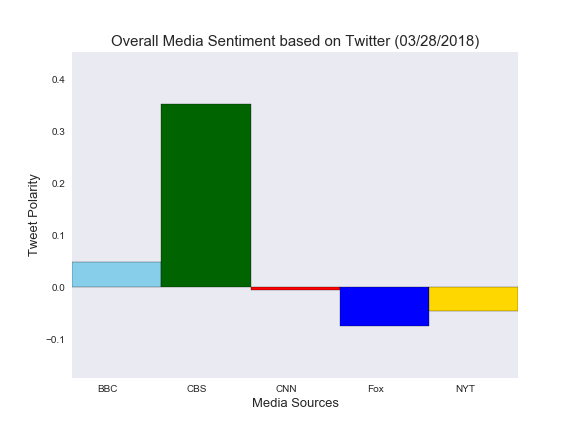 Overall Media Sentiment based on Twitter (03/28/2018)
Tweet Polarity
0.4
0.3
0.2
0.1
0.0
−0.1
BBC CBS CNN Fox NYT
Media Sources